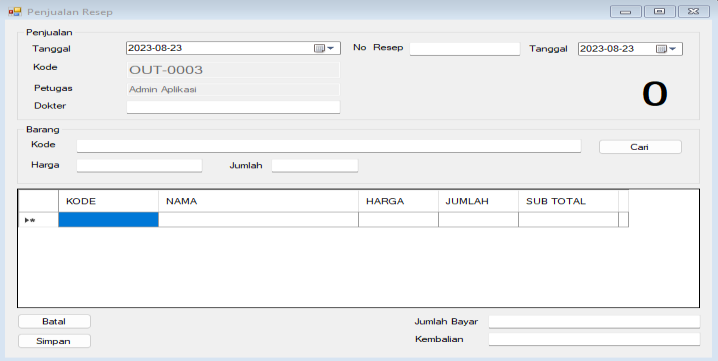 Penjualan Resep
Penjualan
Tanggal 2023-08-23 No Resep Tanggal 2023-08-23
Kode OUT-0003
Petugas Admin Aplikasi 0
Dokter
Barang
Kode Cari
Harga Jumlah
KODE NAMA HARGA JUMLAH SUB TOTAL
Batal Jumlah Bayar
Simpan Kembalian